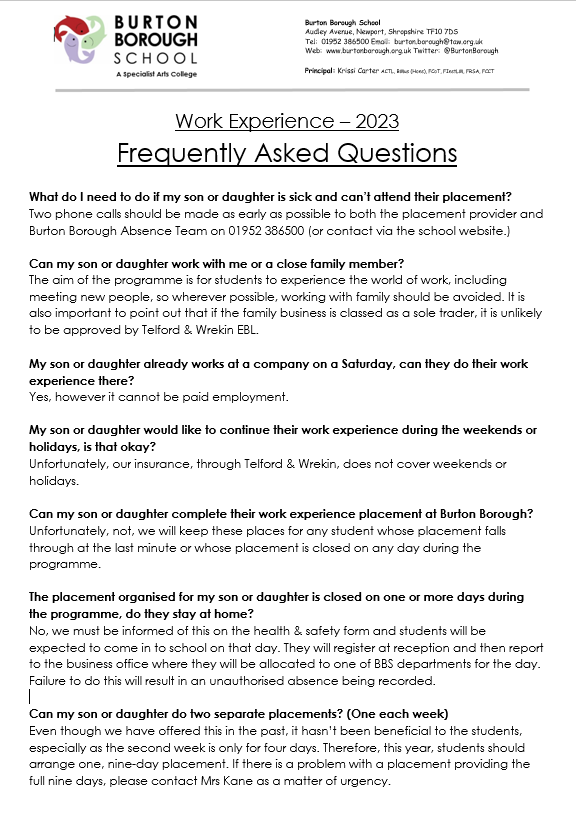 BURTON
BOROUGH
SCHOOL
A Specialist Arts College
Burton Borough School
Audley Avenue, Newport, Shropshire TF10 7DS
Tel: 01952 386500 Email: burton.borough@taw.org.uk
Web: www.burtonborough.org.uk Twitter: @BurtonBorough
Principal: Krissi Carter ACTL, BMus (Hons), FCoT, FInstLM, FRSA, FCCT
Work Experience – 2023
Frequently Asked Questions
What do I need to do if my son or daughter is sick and can't attend their placement?
Two phone calls should be made as early as possible to both the placement provider and
Burton Borough Absence Team on 01952 386500 (or contact via the school website.)
Can my son or daughter work with me or a close family member?
The aim of the programme is for students to experience the world of work, including
meeting new people, so wherever possible, working with family should be avoided. It is
also important to point out that if the family business is classed as a sole trader, it is unlikely
to be approved by Telford & Wrekin EBL.
My son or daughter already works at a company on a Saturday, can they do their work
experience there?
Yes, however it cannot be paid employment.
My son or daughter would like to continue their work experience during the weekends or
holidays, is that okay?
Unfortunately, our insurance, through Telford & Wrekin, does not cover weekends or
holidays.
Can my son or daughter complete their work experience placement at Burton Borough?
Unfortunately, not, we will keep these places for any student whose placement falls
through at the last minute or whose placement is closed on any day during the
programme.
The placement organised for my son or daughter is closed on one or more days during
the programme, do they stay at home?
No, we must be informed of this on the health & safety form and students will be
expected to come in to school on that day. They will register at reception and then report
to the business office where they will be allocated to one of BBS departments for the day.
Failure to do this will result in an unauthorised absence being recorded.
Can my son or daughter do two separate placements? (One each week)
Even though we have offered this in the past, it hasn't been beneficial to the students,
especially as the second week is only for four days. Therefore, this year, students should
arrange one, nine-day placement. If there is a problem with a placement providing the
full nine days, please contact Mrs Kane as a matter of urgency.